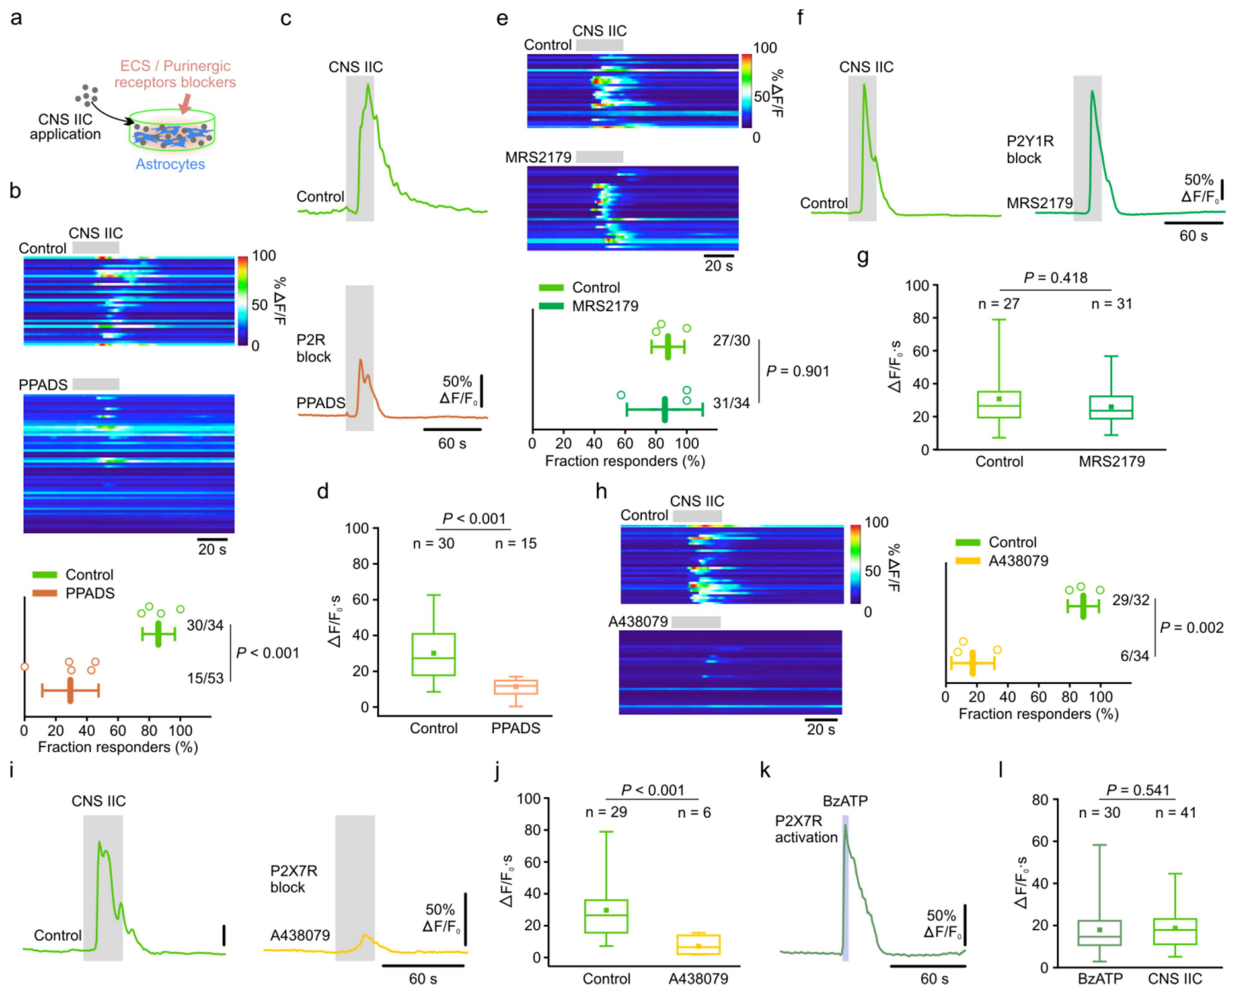 a
ECS / Purinergic
receptors blockers
CNS IIC
application
Astrocytes
b
CNS IIC
Control
100
50
0
% ΔF/F
PPADS
20 s
Control
PPADS
30/34
P < 0.001
15/53
0 20 40 60 80 100
Fraction responders (%)
c
CNS IIC
Control
P2R
block
PPADS
50%
ΔF/F₀
60 s
d
P < 0.001
n = 30 n = 15
100
80
60
40
20
0
ΔF/F₀·s
Control PPADS
e
CNS IIC
Control
100
50
0
% ΔF/F
MRS2179
20 s
Control
MRS2179
27/30
P = 0.901
31/34
0 20 40 60 80 100
Fraction responders (%)
f
CNS IIC
Control
P2Y1R
block
MRS2179
50%
ΔF/F₀
60 s
g
P = 0.418
n = 27 n = 31
100
80
60
40
20
0
ΔF/F₀·s
Control MRS2179
h
CNS IIC
Control
100
50
0
% ΔF/F
A438079
20 s
Control
A438079
29/32
P = 0.002
6/34
0 20 40 60 80 100
Fraction responders (%)
i
CNS IIC
Control
P2X7R
block
A438079
50%
ΔF/F₀
60 s
j
P < 0.001
n = 29 n = 6
100
80
60
40
20
0
ΔF/F₀·s
Control A438079
k
BzATP
P2X7R
activation
50%
ΔF/F₀
60 s
l
P = 0.541
n = 30 n = 41
80
60
40
20
0
ΔF/F₀·s
BzATP CNS IIC